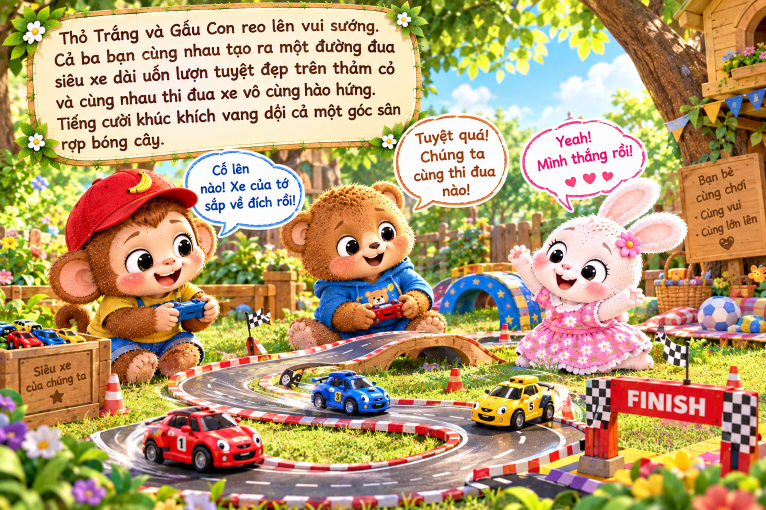 Thỏ Trắng và Gấu Con reo lên vui sướng.
Cả ba bạn cùng nhau tạo ra một đường đua
siêu xe dài uốn lượn tuyệt đẹp trên thảm cỏ
và cùng nhau thi đua xe vô cùng hào hứng.
Tiếng cười khúc khích vang dội cả một góc sân
rợp bóng cây.
Cố lên
nào! Xe của tớ
sắp về đích rồi!
Tuyệt quá!
Chúng ta
cùng thi đua
nào!
Yeah!
Mình thắng rồi!
Bạn bè
cùng chơi
· Cùng vui
· Cùng lớn lên
Siêu xe
của chúng ta
1
3
2
FINISH